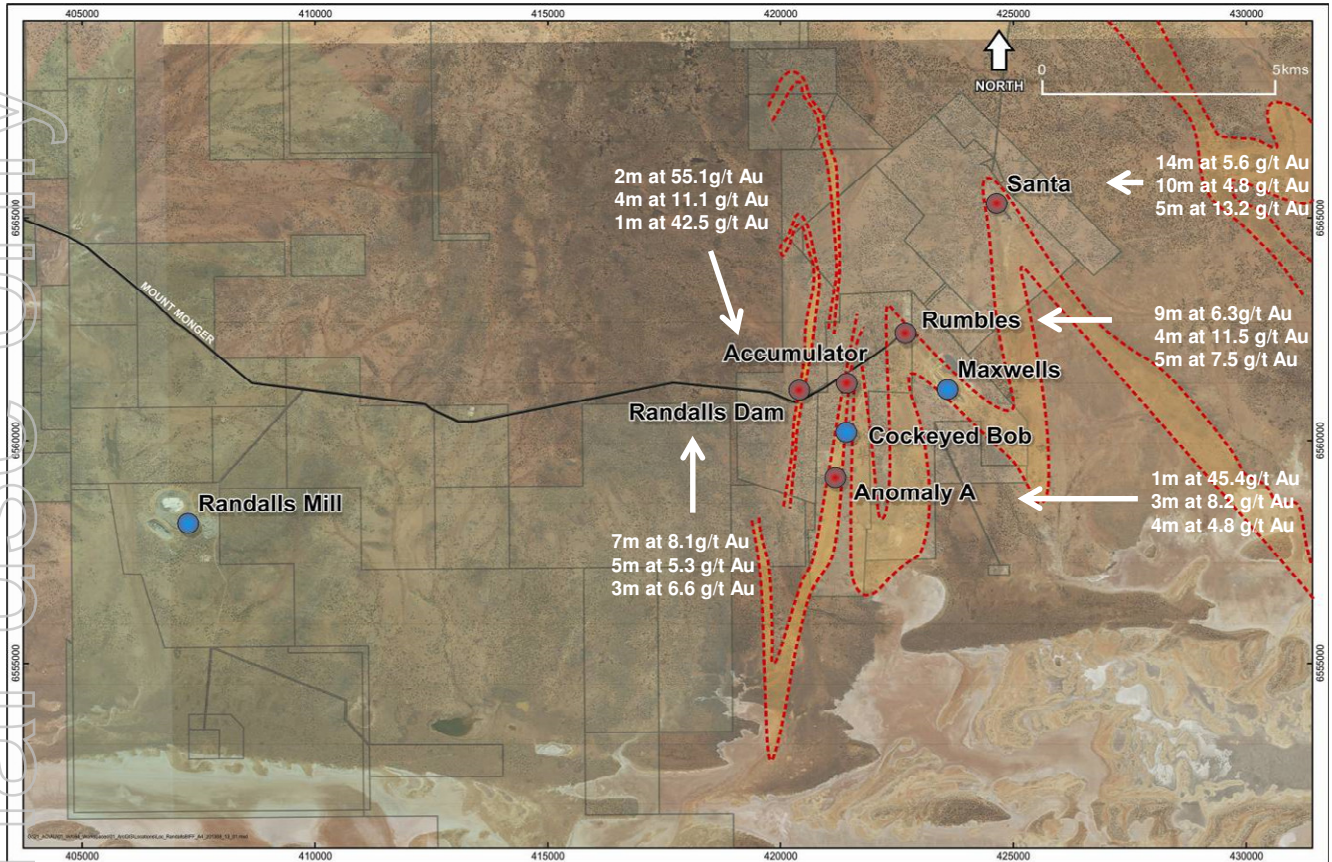 405000
410000
415000
420000
425000
430000
NORTH
0
5kms
2m at 55.1g/t Au
4m at 11.1 g/t Au
1m at 42.5 g/t Au
Santa
14m at 5.6 g/t Au
10m at 4.8 g/t Au
5m at 13.2 g/t Au
6565000
6565000
MOUNT MONGER
Rumbles
9m at 6.3g/t Au
4m at 11.5 g/t Au
5m at 7.5 g/t Au
Accumulator
Maxwells
Randalls Dam
Cockeyed Bob
6560000
6560000
Anomaly A
1m at 45.4g/t Au
3m at 8.2 g/t Au
4m at 4.8 g/t Au
Randalls Mill
7m at 8.1g/t Au
5m at 5.3 g/t Au
3m at 6.6 g/t Au
6555000
6555000
405000
410000
415000
420000
425000
430000